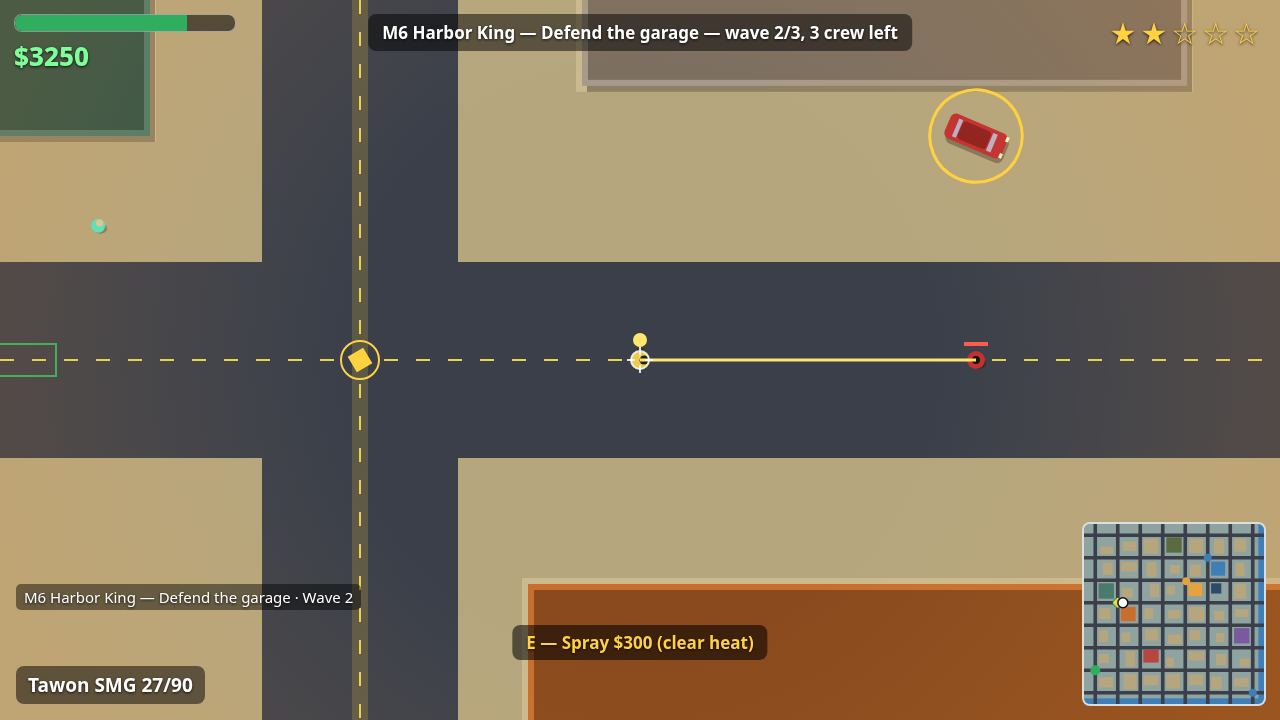 M6 Harbor King — Defend the garage — wave 2/3, 3 crew left
$3250
M6 Harbor King — Defend the garage · Wave 2
E — Spray $300 (clear heat)
Tawon SMG 27/90